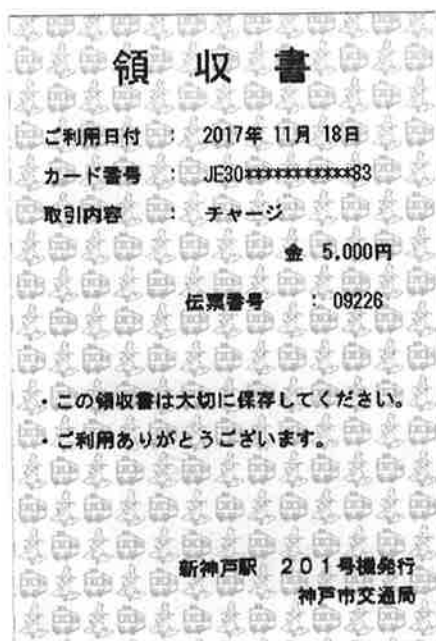 領 収 書
ご利用日付 ： 2017年 11月 18日
カード番号 ： JE30***********83
取引内容 ： チャージ
金 5,000円
伝票番号 ： 09226
・この領収書は大切に保存してください。
・ご利用ありがとうございます。
新神戸駅 ２０１号機発行
神戸市交通局